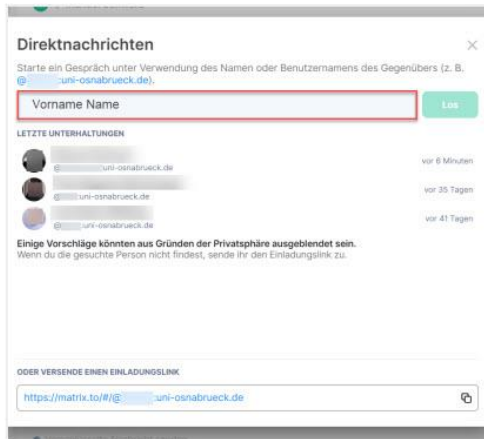 Direktnachrichten
Starte ein Gespräch unter Verwendung des Namen oder Benutzernamens des Gegenübers (z. B.
@ :uni-osnabrueck.de).
Vorname Name
Los
LETZTE UNTERHALTUNGEN
@ :uni-osnabrueck.de
vor 6 Minuten
@ :uni-osnabrueck.de
vor 35 Tagen
@ :uni-osnabrueck.de
vor 41 Tagen
Einige Vorschläge könnten aus Gründen der Privatsphäre ausgeblendet sein.
Wenn du die gesuchte Person nicht findest, sende ihr den Einladungslink zu.
ODER VERSENDE EINEN EINLADUNGSLINK
https://matrix.to/#/@ :uni-osnabrueck.de